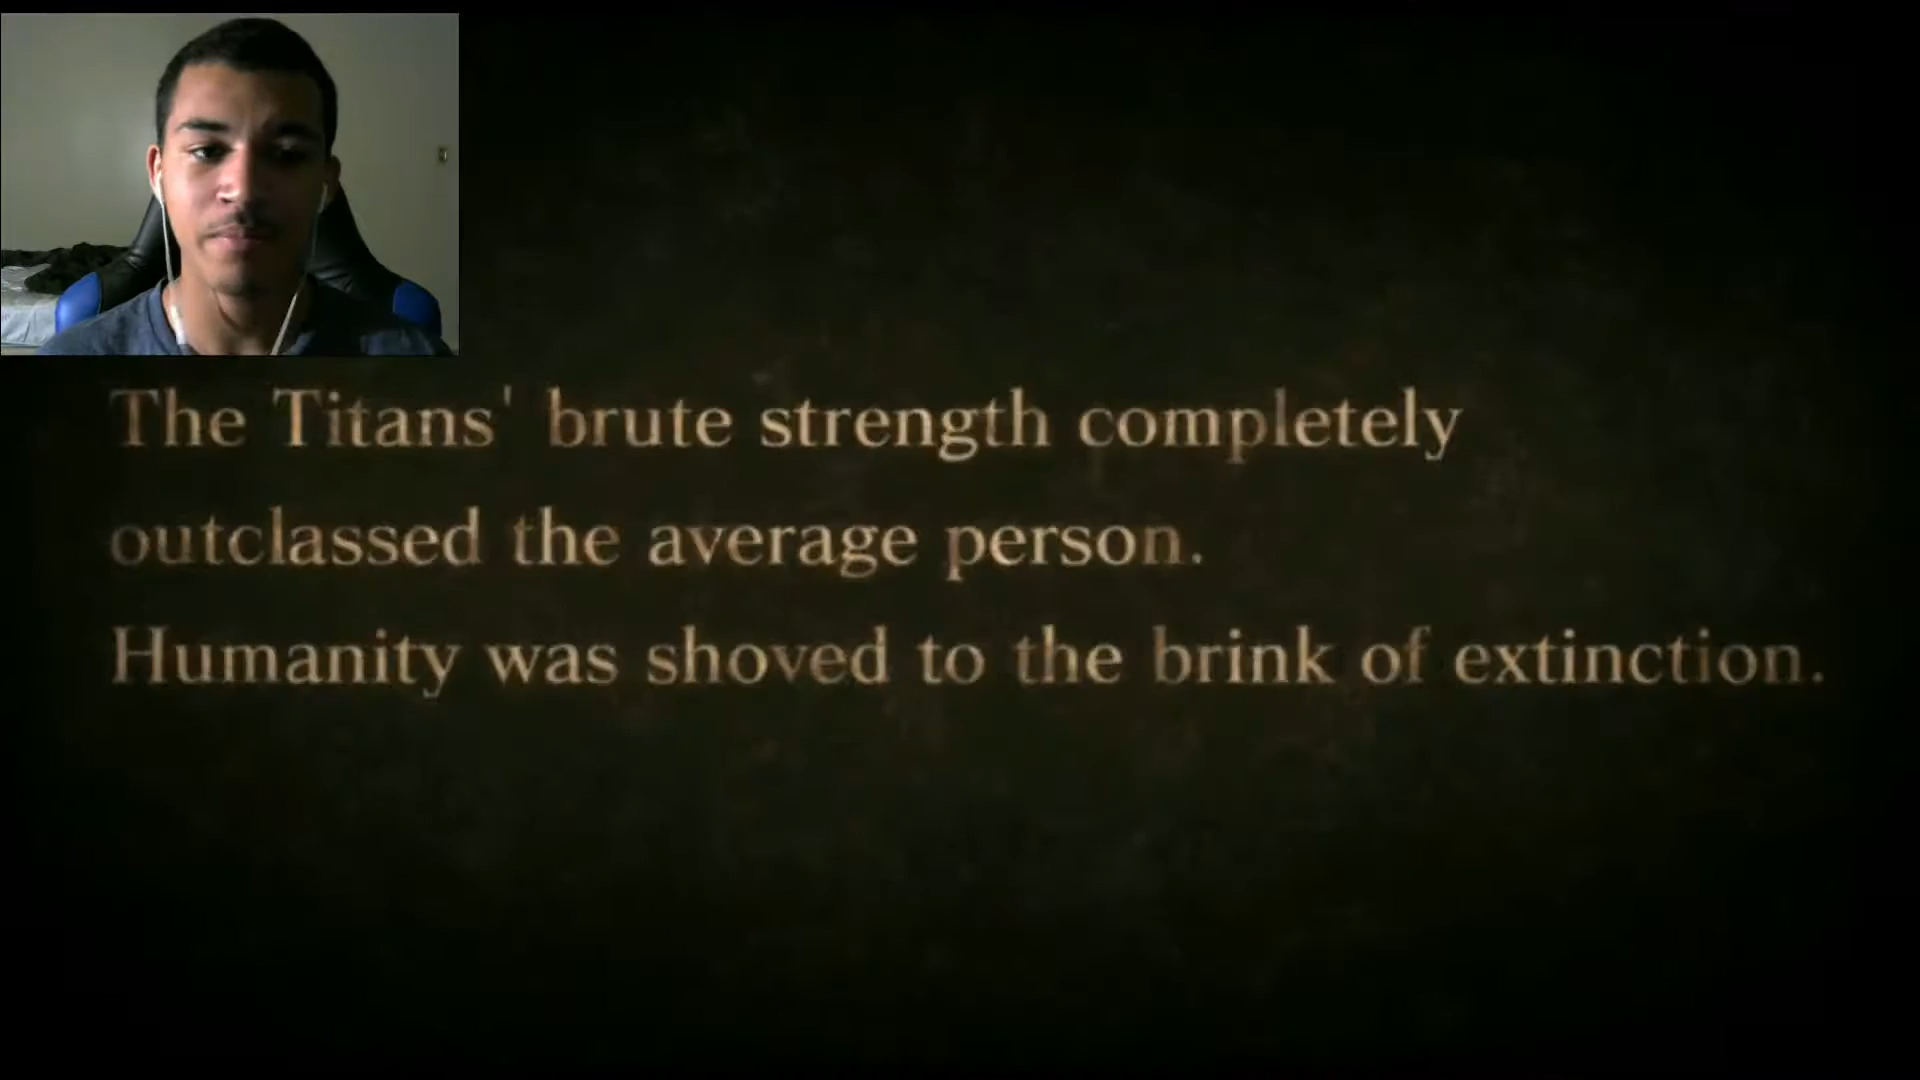 The Titans' brute strength completely
outclassed the average person.
Humanity was shoved to the brink of extinction.